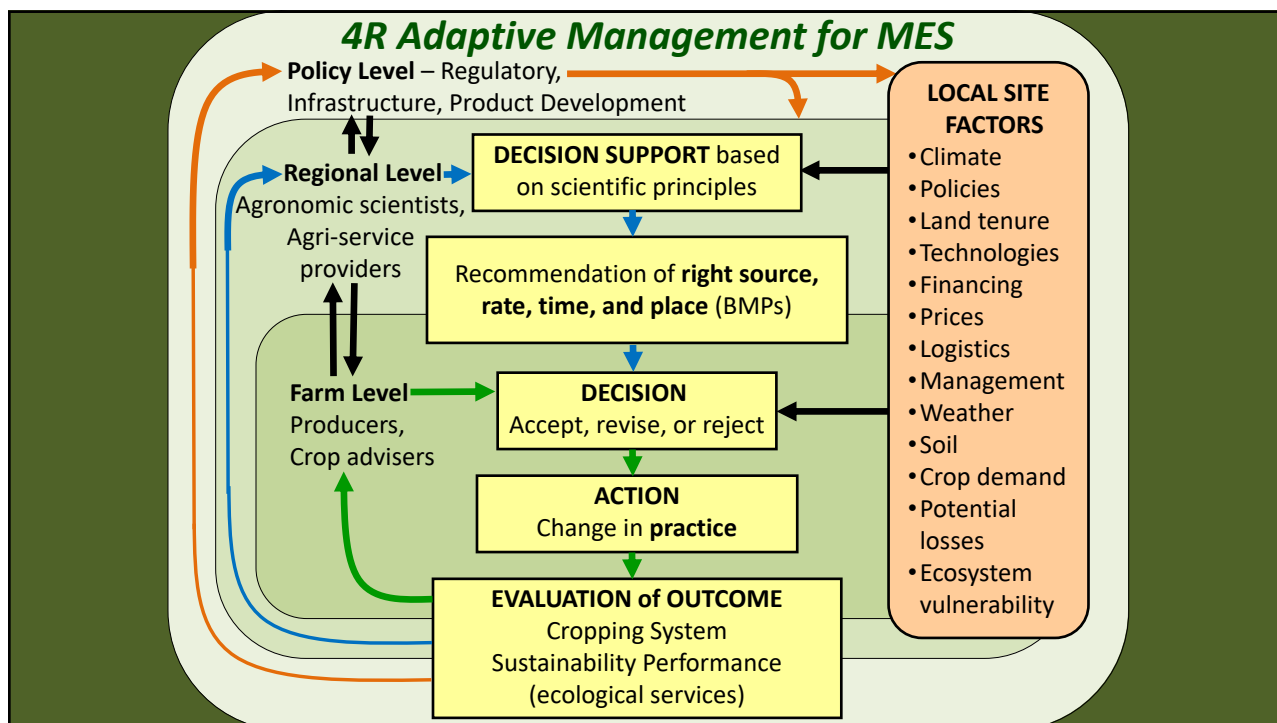 4R Adaptive Management for MES
Policy Level – Regulatory,
Infrastructure, Product Development
Regional Level
Agronomic scientists,
Agri-service
providers
Farm Level
Producers,
Crop advisers
DECISION SUPPORT based
on scientific principles
Recommendation of right source,
rate, time, and place (BMPs)
DECISION
Accept, revise, or reject
ACTION
Change in practice
EVALUATION of OUTCOME
Cropping System
Sustainability Performance
(ecological services)
LOCAL SITE
FACTORS
•Climate
•Policies
•Land tenure
•Technologies
•Financing
•Prices
•Logistics
•Management
•Weather
•Soil
•Crop demand
•Potential
losses
•Ecosystem
vulnerability